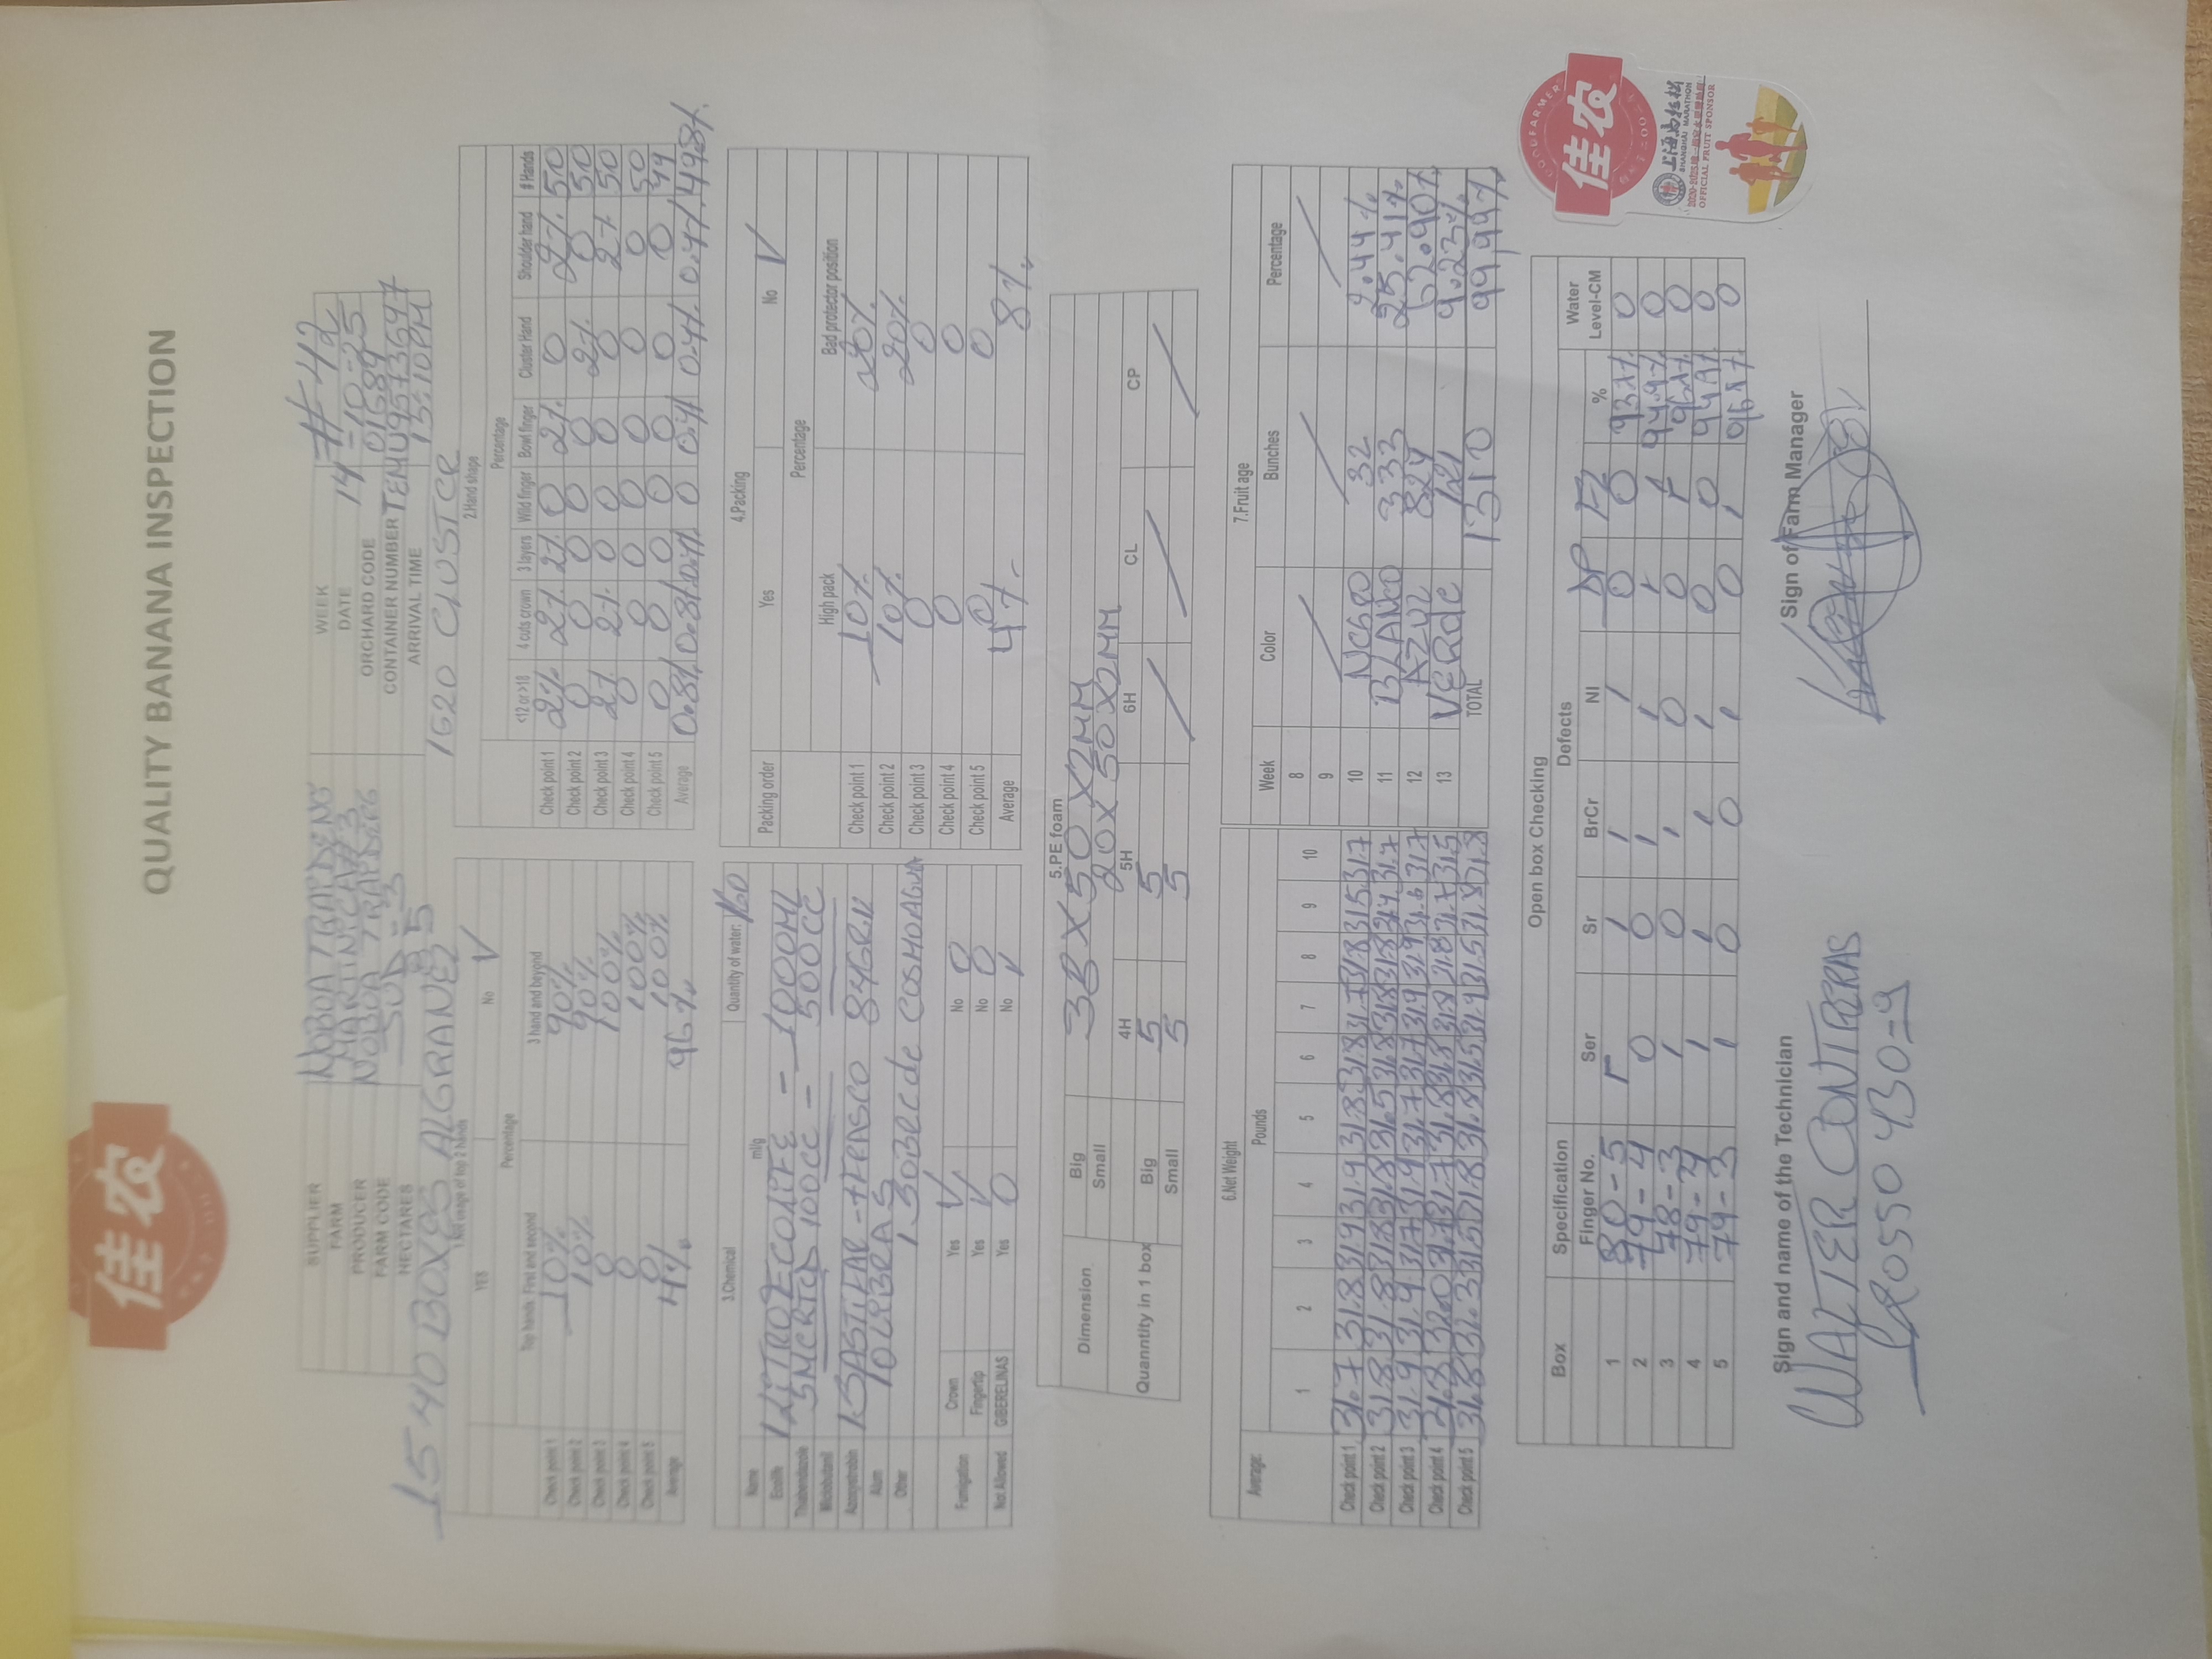 佳农
QUALITY BANANA INSPECTION
SUPPLIER NOBOA TRAPDENG WEEK #42
FARM MARTINICA #3 DATE 14-10-25
PRODUCER NOBOA TRAPDERG ORCHARD CODE 01689
FARM CODE SUD-3 CONTAINER NUMBER TEMU9573697
HECTARES 85 ARRIVAL TIME 15:10PM
1540 BOXES ALGRANEL 1620 CLUSTER
1.Not usage of top 2 hands
YES No ✓
Percentage
Top hands: First and second 3 hand and beyond
Check point 1 10% 90%
Check point 2 10% 90%
Check point 3 0 100%
Check point 4 0 100%
Check point 5 0 100%
Average 4% 96%
2.Hand shape
Percentage
<12 or >18 4 cuts crown 3 layers Wild finger Bowl finger Cluster Hand Shoulder hand # Hands
Check point 1 2% 2% 2% 0 2% 0 2% 50
Check point 2 0 0 0 0 0 2% 0 50
Check point 3 2% 2% 0 0 0 0 2% 50
Check point 4 0 0 0 0 0 0 0 50
Check point 5 0 0 0 0 0 0 0 49
Average 0.8% 0.8% 0.4% 0 0.4% 0.4% 0.4% 49.8%
3.Chemical Quantity of water: 160
Name ml/g
Ecolife 1 LITRO ECOLIFE - 1000ML
Thiabendazole 5 MERTED 100CC - 500CC
Miclobutanil
Azoxystrobin
Alum 10 LIBRAS
Other COSMOAGUA
Fumigation Crown Yes ✓ No 0
Fingertip Yes ✓ No 0
Not Allowed GIBERELINAS Yes 0 No ✓
4.Packing
Packing order Yes No ✓
Percentage
High pack Bad protector position
Check point 1 10% 20%
Check point 2 10% 20%
Check point 3 0 0
Check point 4 0 0
Check point 5 0 0
Average 4% 8%
5.PE foam
Dimension Big 38X50X2MM
Small 20X50X2MM
4H 5H 6H CL CP
Quanntity in 1 box Big 5 5
Small 5 5
6.Net Weight
Average: Pounds
1 2 3 4 5 6 7 8 9 10
Check point 1 31.7 31.8 31.9 31.9 31.8 31.8 31.7 31.8 31.5 31.7
Check point 2 31.8 31.8 31.8 31.8 31.5 31.8 31.8 31.8 31.7
Check point 3 31.9 31.9 31.7 31.9 31.7 31.7 31.9 31.9 31.6 31.7
Check point 4 31.8 32.0 31.7 31.7 31.8 31.8 31.8 31.8 31.7 31.5
Check point 5 31.8 32.3 31.5 31.8 31.8 31.5 31.9 31.5 31.8 31.8
7.Fruit age
Week Color Bunches Percentage
8
9
10 NEGRO 32 2.44%
11 BLANCO 333 25.41%
12 AZUL 824 62.90%
13 VERDE 121 9.23%
TOTAL 1310 99,99%
Open box Checking
Box Specification Defects Water
Finger No. Ser Sr BrCr NI DP FL % Level-CM
1 80-5 1 1 1 0 0 0
2 79-4 0 0 1 1 1 1 94.9% 0
3 78-3 1 0 1 0 0 0
4 79-4 1 1 1 1 0 0 0
5 79-3 1 0 0 1 0 1 0
Sign and name of the Technician Sign of Farm Manager
WALTER CONTRERAS
120550430-9
GOODFARMER
佳农
上海马拉松
SHANGHAI MARATHON
OFFICIAL FRUIT SPONSOR